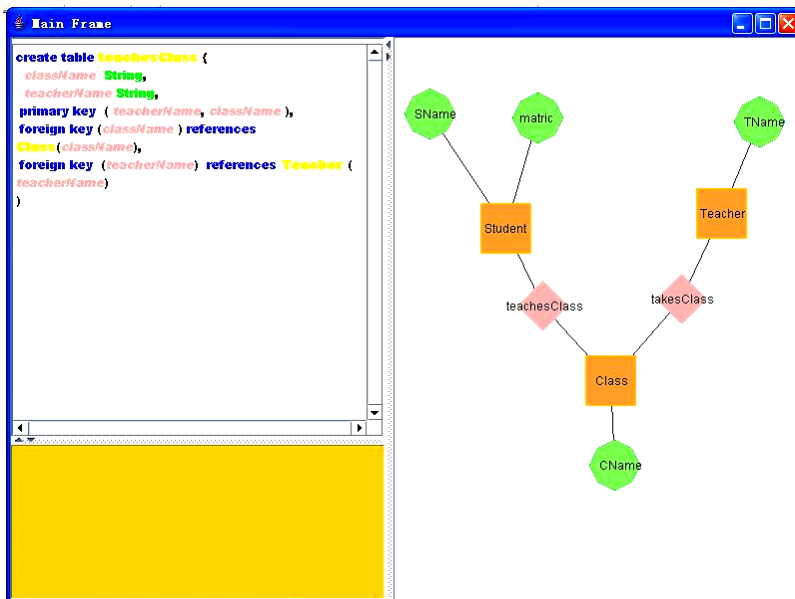 Main Frame
create table teachesClass {
className String,
teacherName String,
primary key ( teacherName, className ),
foreign key (className ) references
Class(className),
foreign key (teacherName) references Teacher (
teacherName)
)
SName
matric
TName
Student
Teacher
teachesClass
takesClass
Class
CName